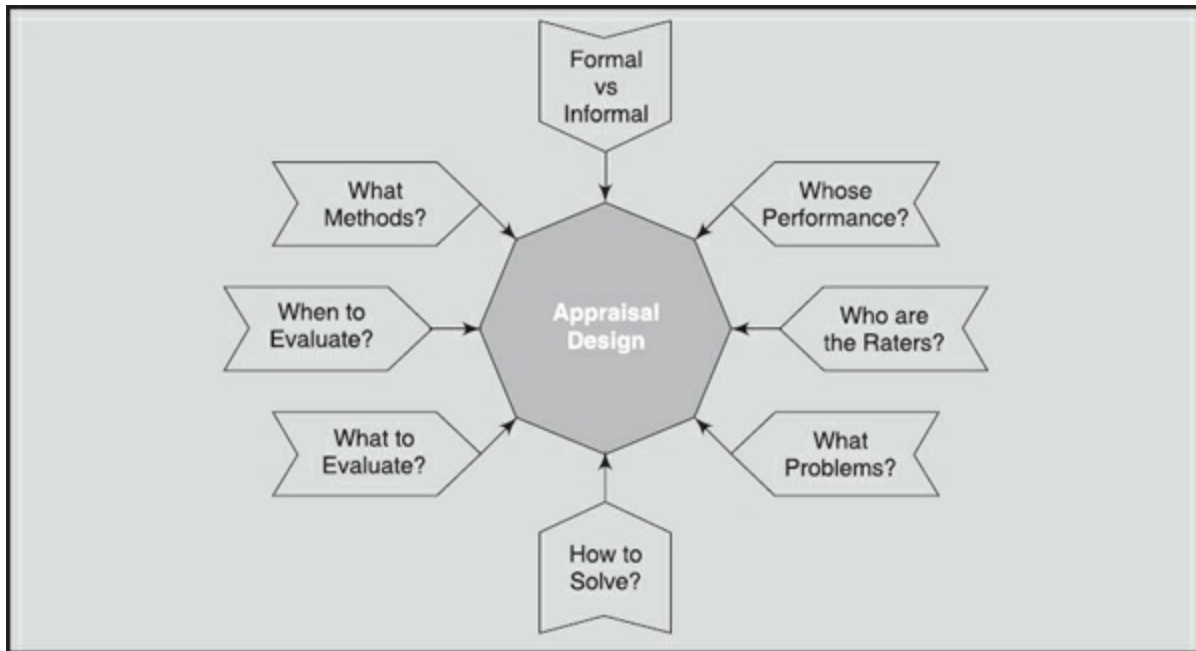 Formal
vs
Informal
What
Methods?
Whose
Performance?
When to
Evaluate?
Appraisal
Design
Who are
the Raters?
What to
Evaluate?
What
Problems?
How to
Solve?